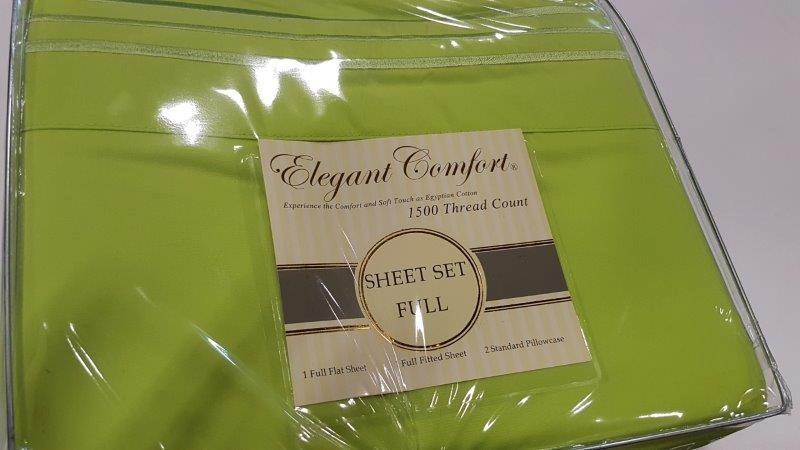 Elegant Comfort®
Experience the Comfort and Soft Touch as Egyptian Cotton
1500 Thread Count
SHEET SET
FULL
1 Full Flat Sheet
Full Fitted Sheet
2 Standard Pillowcase